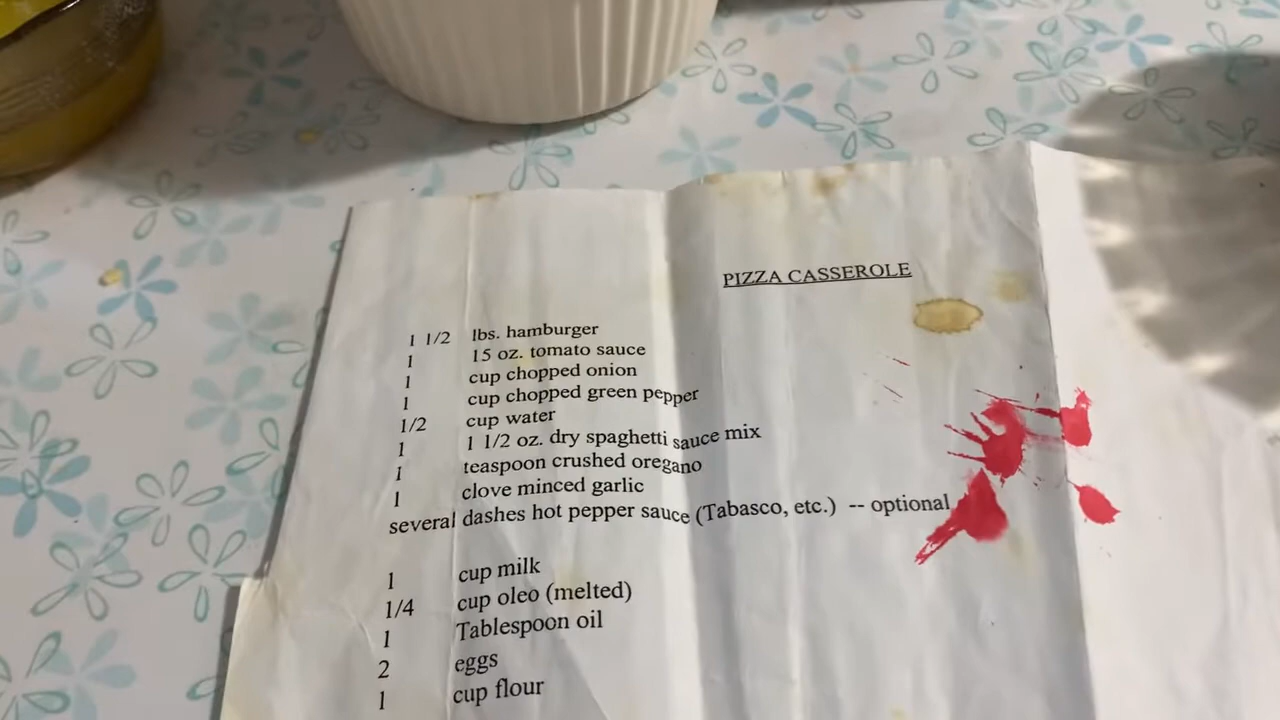 PIZZA CASSEROLE
1 1/2 lbs. hamburger
1 15 oz. tomato sauce
1 cup chopped onion
1 cup chopped green pepper
1/2 cup water
1 1 1/2 oz. dry spaghetti sauce mix
1 teaspoon crushed oregano
1 clove minced garlic
several dashes hot pepper sauce (Tabasco, etc.) -- optional
1 cup milk
1/4 cup oleo (melted)
1 Tablespoon oil
2 eggs
1 cup flour